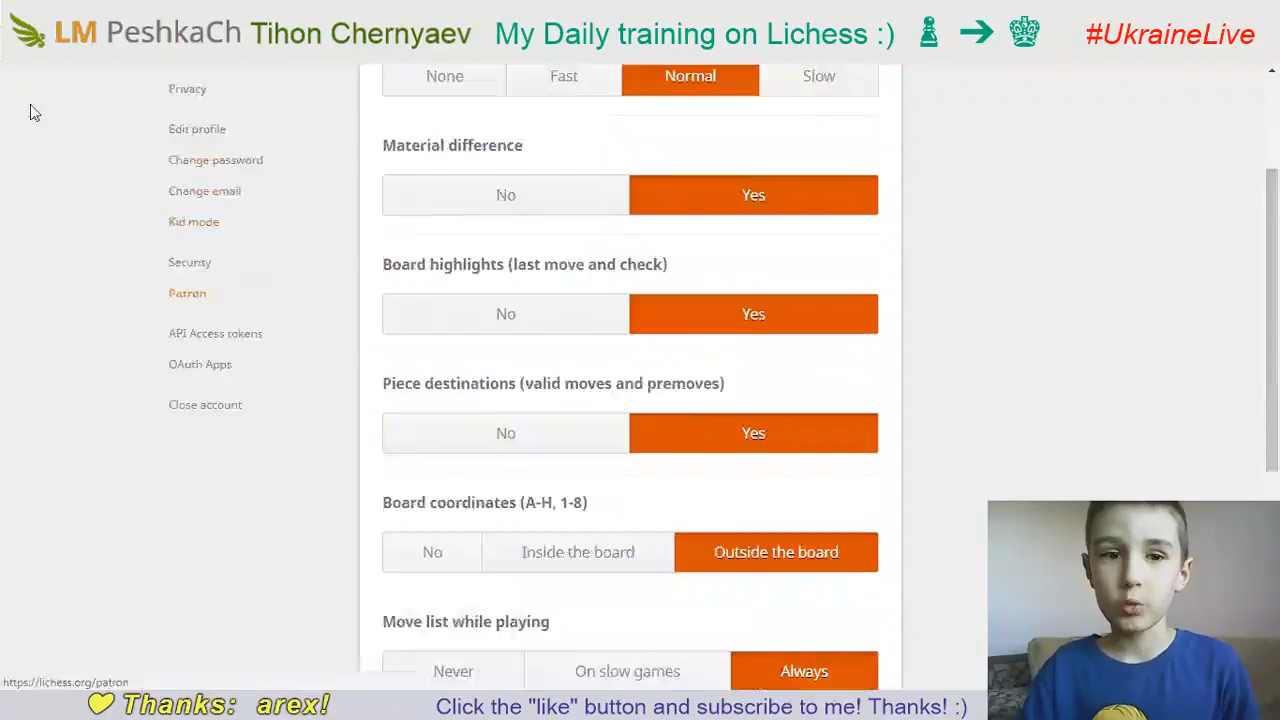 LM PeshkaCh Tihon Chernyaev My Daily training on Lichess :) #UkraineLive
None Fast Normal Slow
Privacy
Edit profile
Change password
Change email
Kid mode
Security
Patron
API Access tokens
OAuth Apps
Close account
Material difference
No Yes
Board highlights (last move and check)
No Yes
Piece destinations (valid moves and premoves)
No Yes
Board coordinates (A-H, 1-8)
No Inside the board Outside the board
Move list while playing
Never On slow games Always
https://lichess.org/patron
Thanks: arex! Click the "like" button and subscribe to me! Thanks! :)